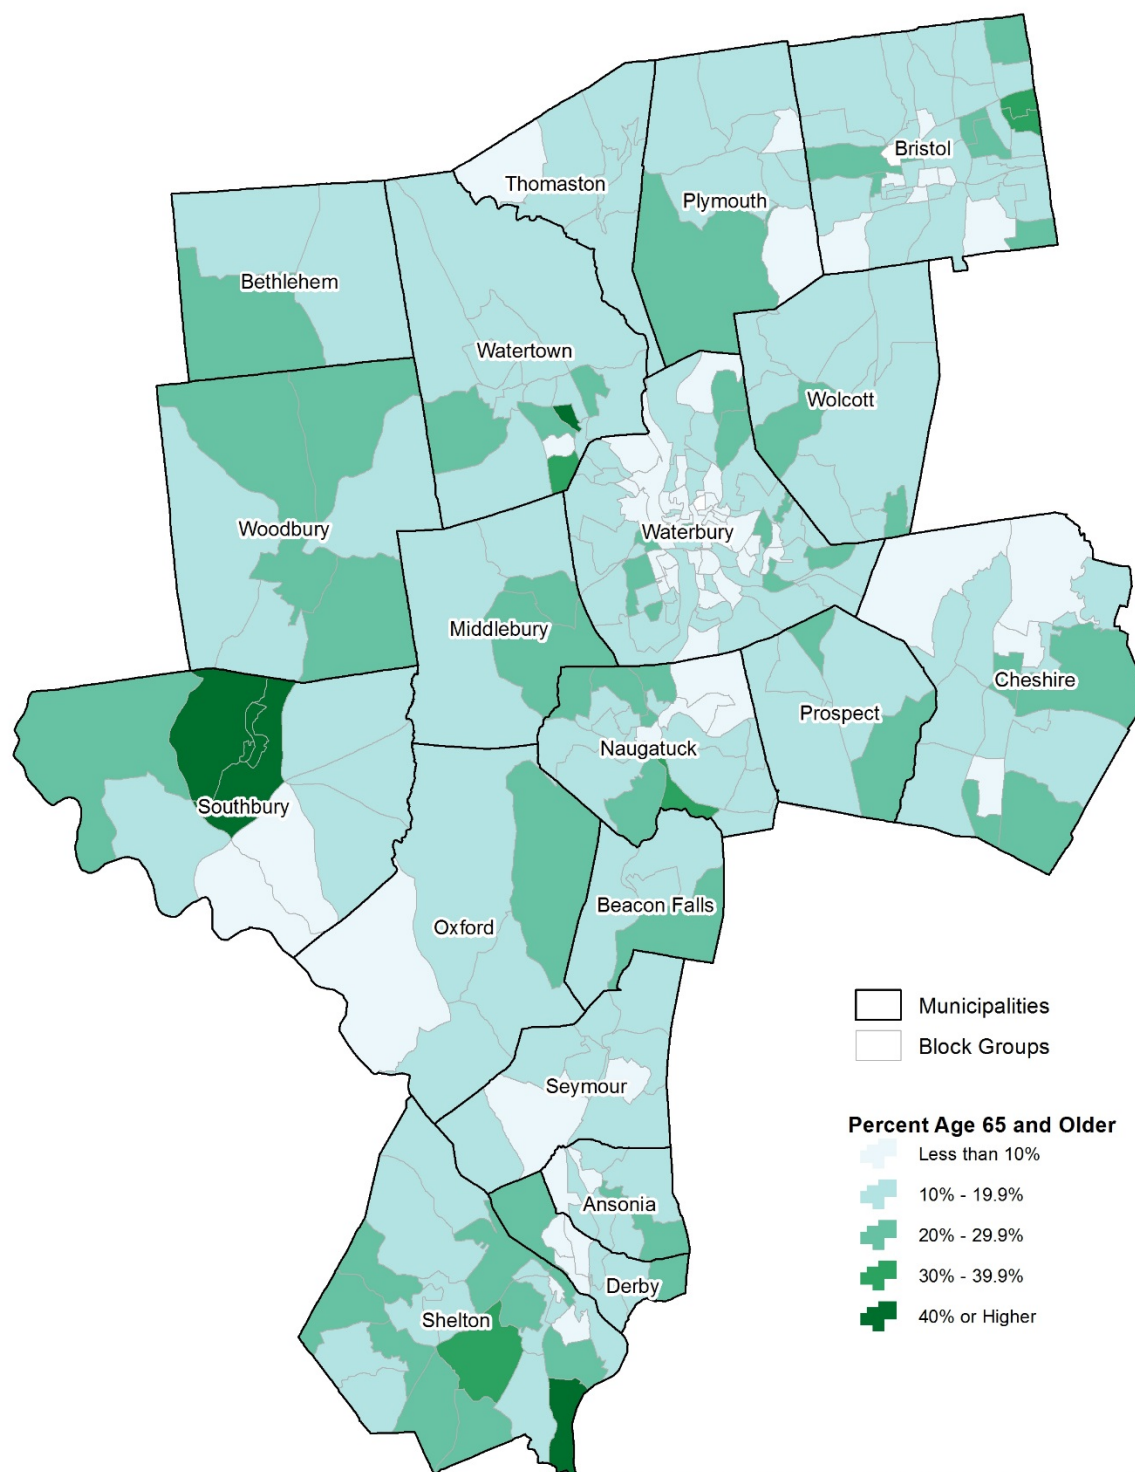 Bristol
Thomaston
Plymouth
Bethlehem
Watertown
Wolcott
Woodbury
Waterbury
Middlebury
Cheshire
Prospect
Naugatuck
Southbury
Beacon Falls
Oxford
Municipalities
Block Groups
Seymour
Percent Age 65 and Older
Less than 10%
10% - 19.9%
Ansonia
20% - 29.9%
30% - 39.9%
Derby
40% or Higher
Shelton